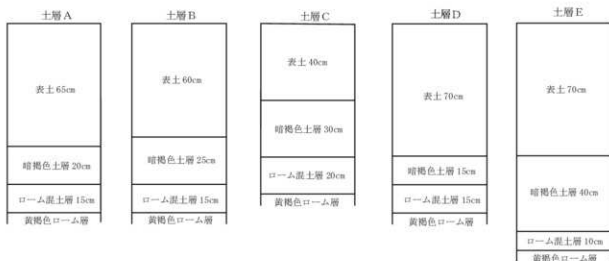 土層A
表土 65cm
暗褐色土層 20cm
ローム混土層 15cm
黄褐色ローム層
土層B
表土 60cm
暗褐色土層 25cm
ローム混土層 15cm
黄褐色ローム層
土層C
表土 40cm
暗褐色土層 30cm
ローム混土層 20cm
黄褐色ローム層
土層D
表土 70cm
暗褐色土層 15cm
ローム混土層 15cm
黄褐色ローム層
土層E
表土 70cm
暗褐色土層 40cm
ローム混土層 10cm
黄褐色ローム層